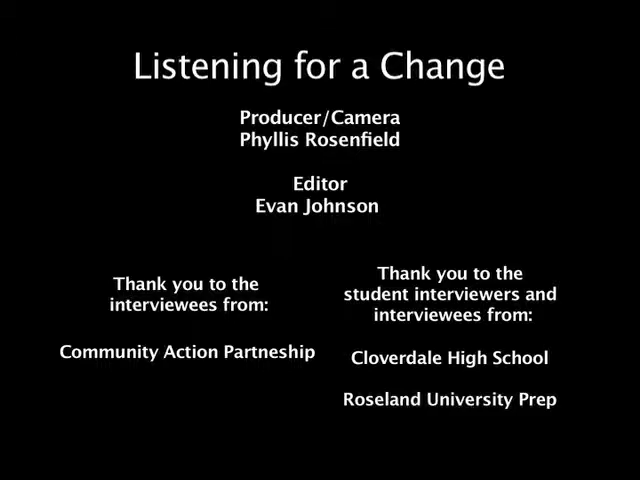 Listening for a Change
Producer/Camera
Phyllis Rosenfield
Editor
Evan Johnson
Thank you to the
interviewees from:
Community Action Partneship
Thank you to the
student interviewers and
interviewees from:
Cloverdale High School
Roseland University Prep